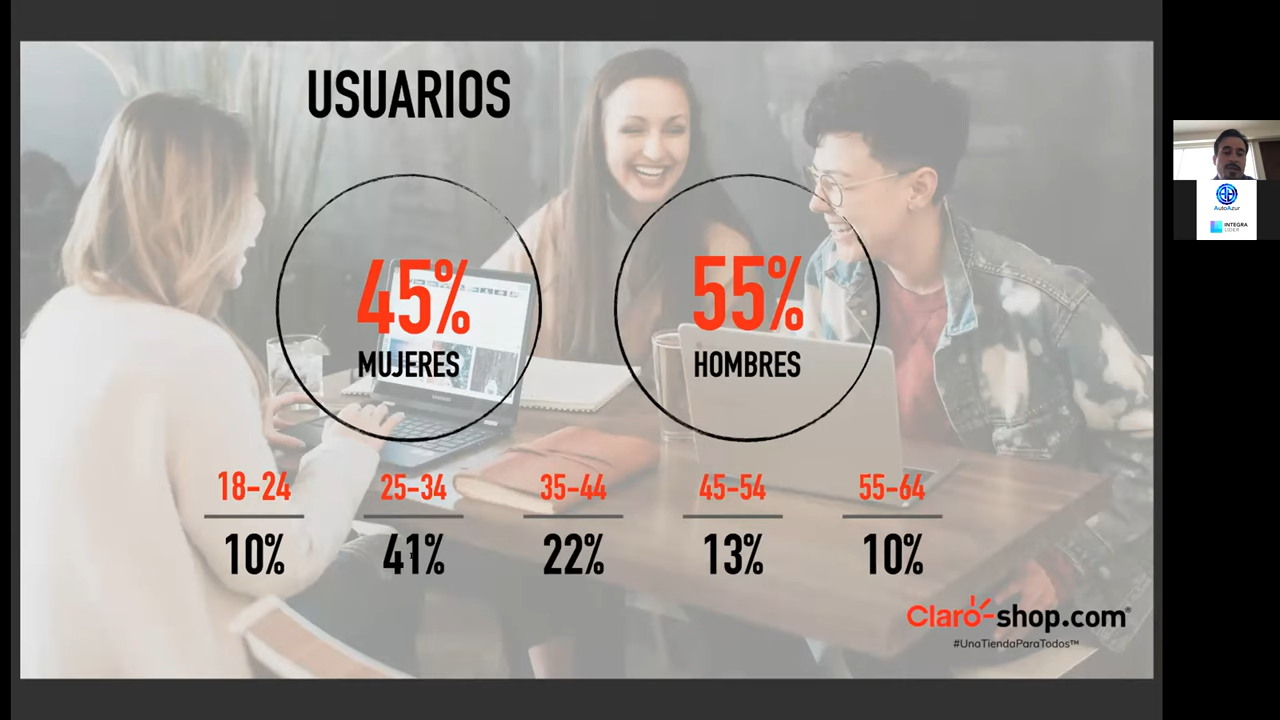 USUARIOS
45%
MUJERES
55%
HOMBRES
18-24
25-34
35-44
45-54
55-64
10%
41%
22%
13%
10%
Claro-shop.com®
#UnaTiendaParaTodos™
AutoAzur
INTEGRA
LIDER